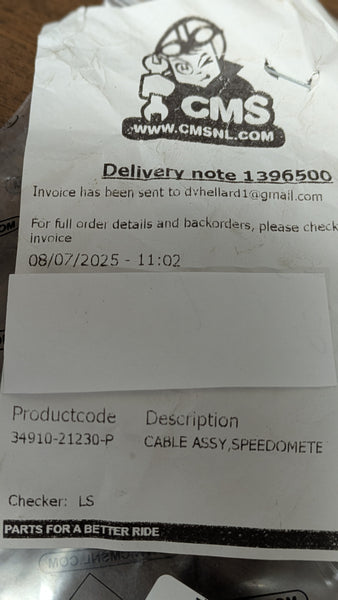 CMS
WWW.CMSNL.COM
Delivery note 1396500
Invoice has been sent to dvhellard1@gmail.com
For full order details and backorders, please check
invoice
08/07/2025 - 11:02
Productcode Description
34910-21230-P CABLE ASSY,SPEEDOMETE
Checker: LS
PARTS FOR A BETTER RIDE
CMSNL.COM